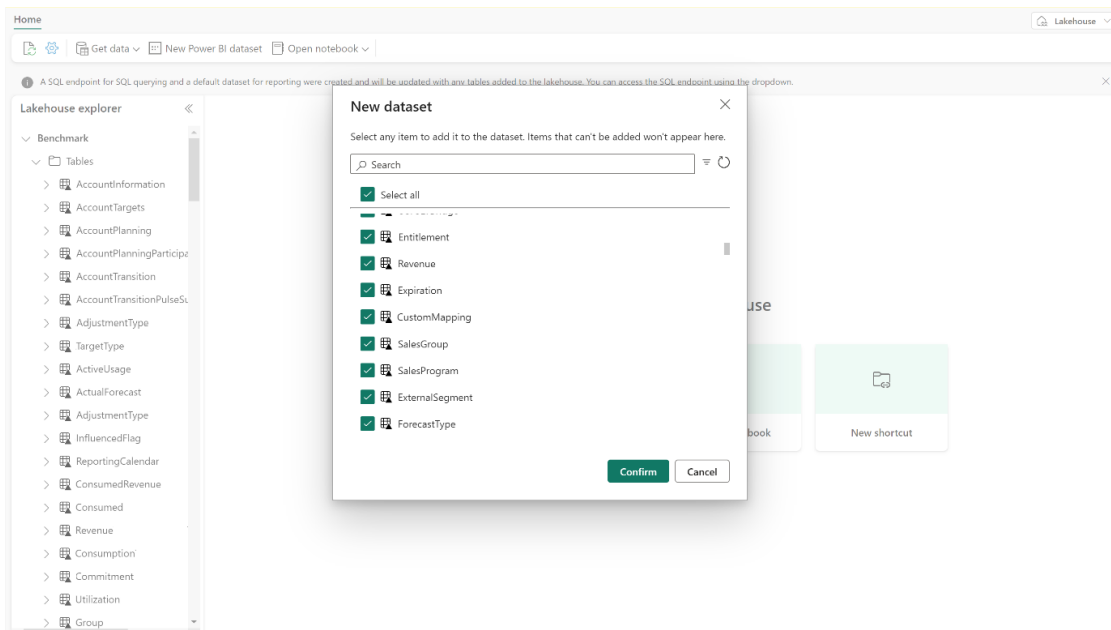 Home
Lakehouse
Get data
New Power BI dataset
Open notebook
A SQL endpoint for SQL querying and a default dataset for reporting were created and will be updated with any tables added to the lakehouse. You can access the SQL endpoint using the dropdown.
Lakehouse explorer
Benchmark
Tables
AccountInformation
AccountTargets
AccountPlanning
AccountPlanningParticipa
AccountTransition
AccountTransitionPulseSu
AdjustmentType
TargetType
ActiveUsage
ActualForecast
AdjustmentType
InfluencedFlag
ReportingCalendar
ConsumedRevenue
Consumed
Revenue
Consumption
Commitment
Utilization
Group
New dataset
Select any item to add it to the dataset. Items that can't be added won't appear here.
Search
Select all
Entitlement
Revenue
Expiration
CustomMapping
SalesGroup
SalesProgram
ExternalSegment
ForecastType
Confirm
Cancel
use
book
New shortcut